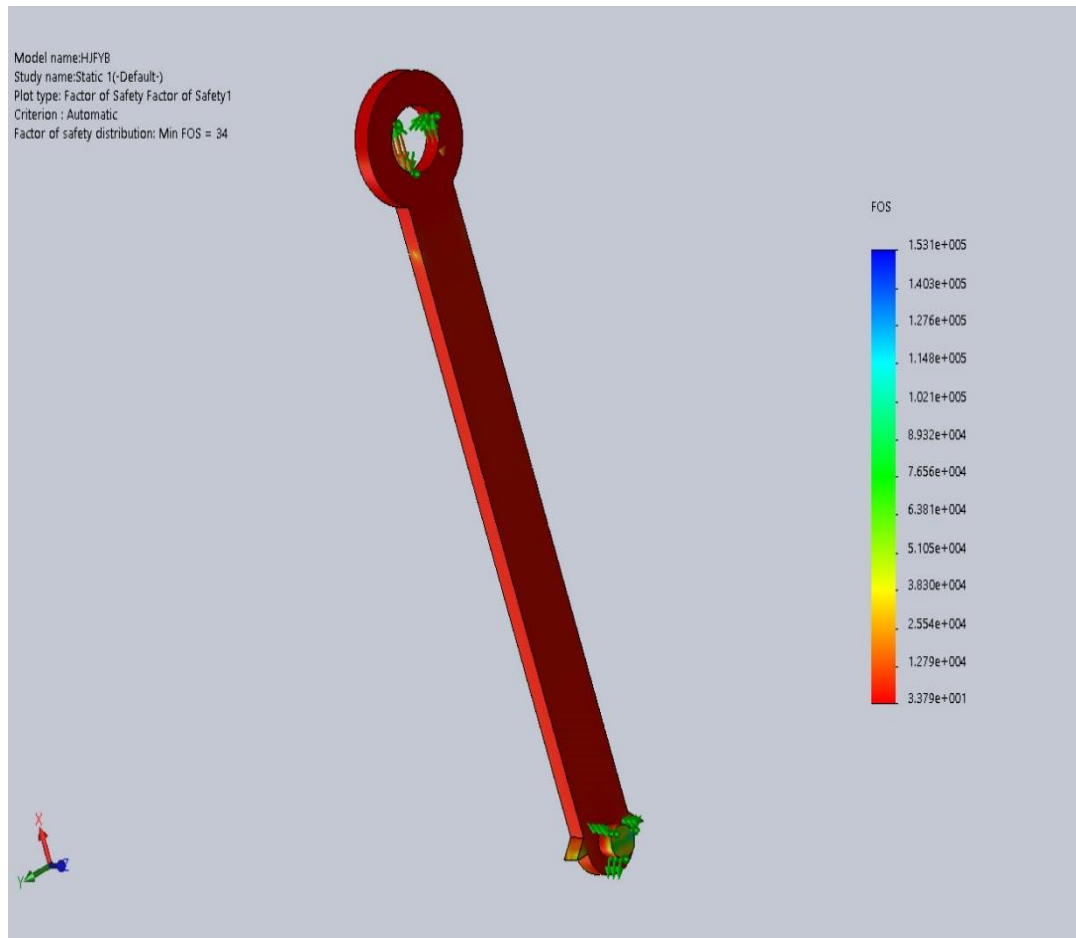 Model name:HJFYB
Study name:Static 1(-Default-)
Plot type: Factor of Safety Factor of Safety1
Criterion : Automatic
Factor of safety distribution: Min FOS = 34
FOS
1.531e+005
1.403e+005
1.276e+005
1.148e+005
1.021e+005
8.932e+004
7.656e+004
6.381e+004
5.105e+004
3.830e+004
2.554e+004
1.279e+004
3.379e+001
X
Y
Z